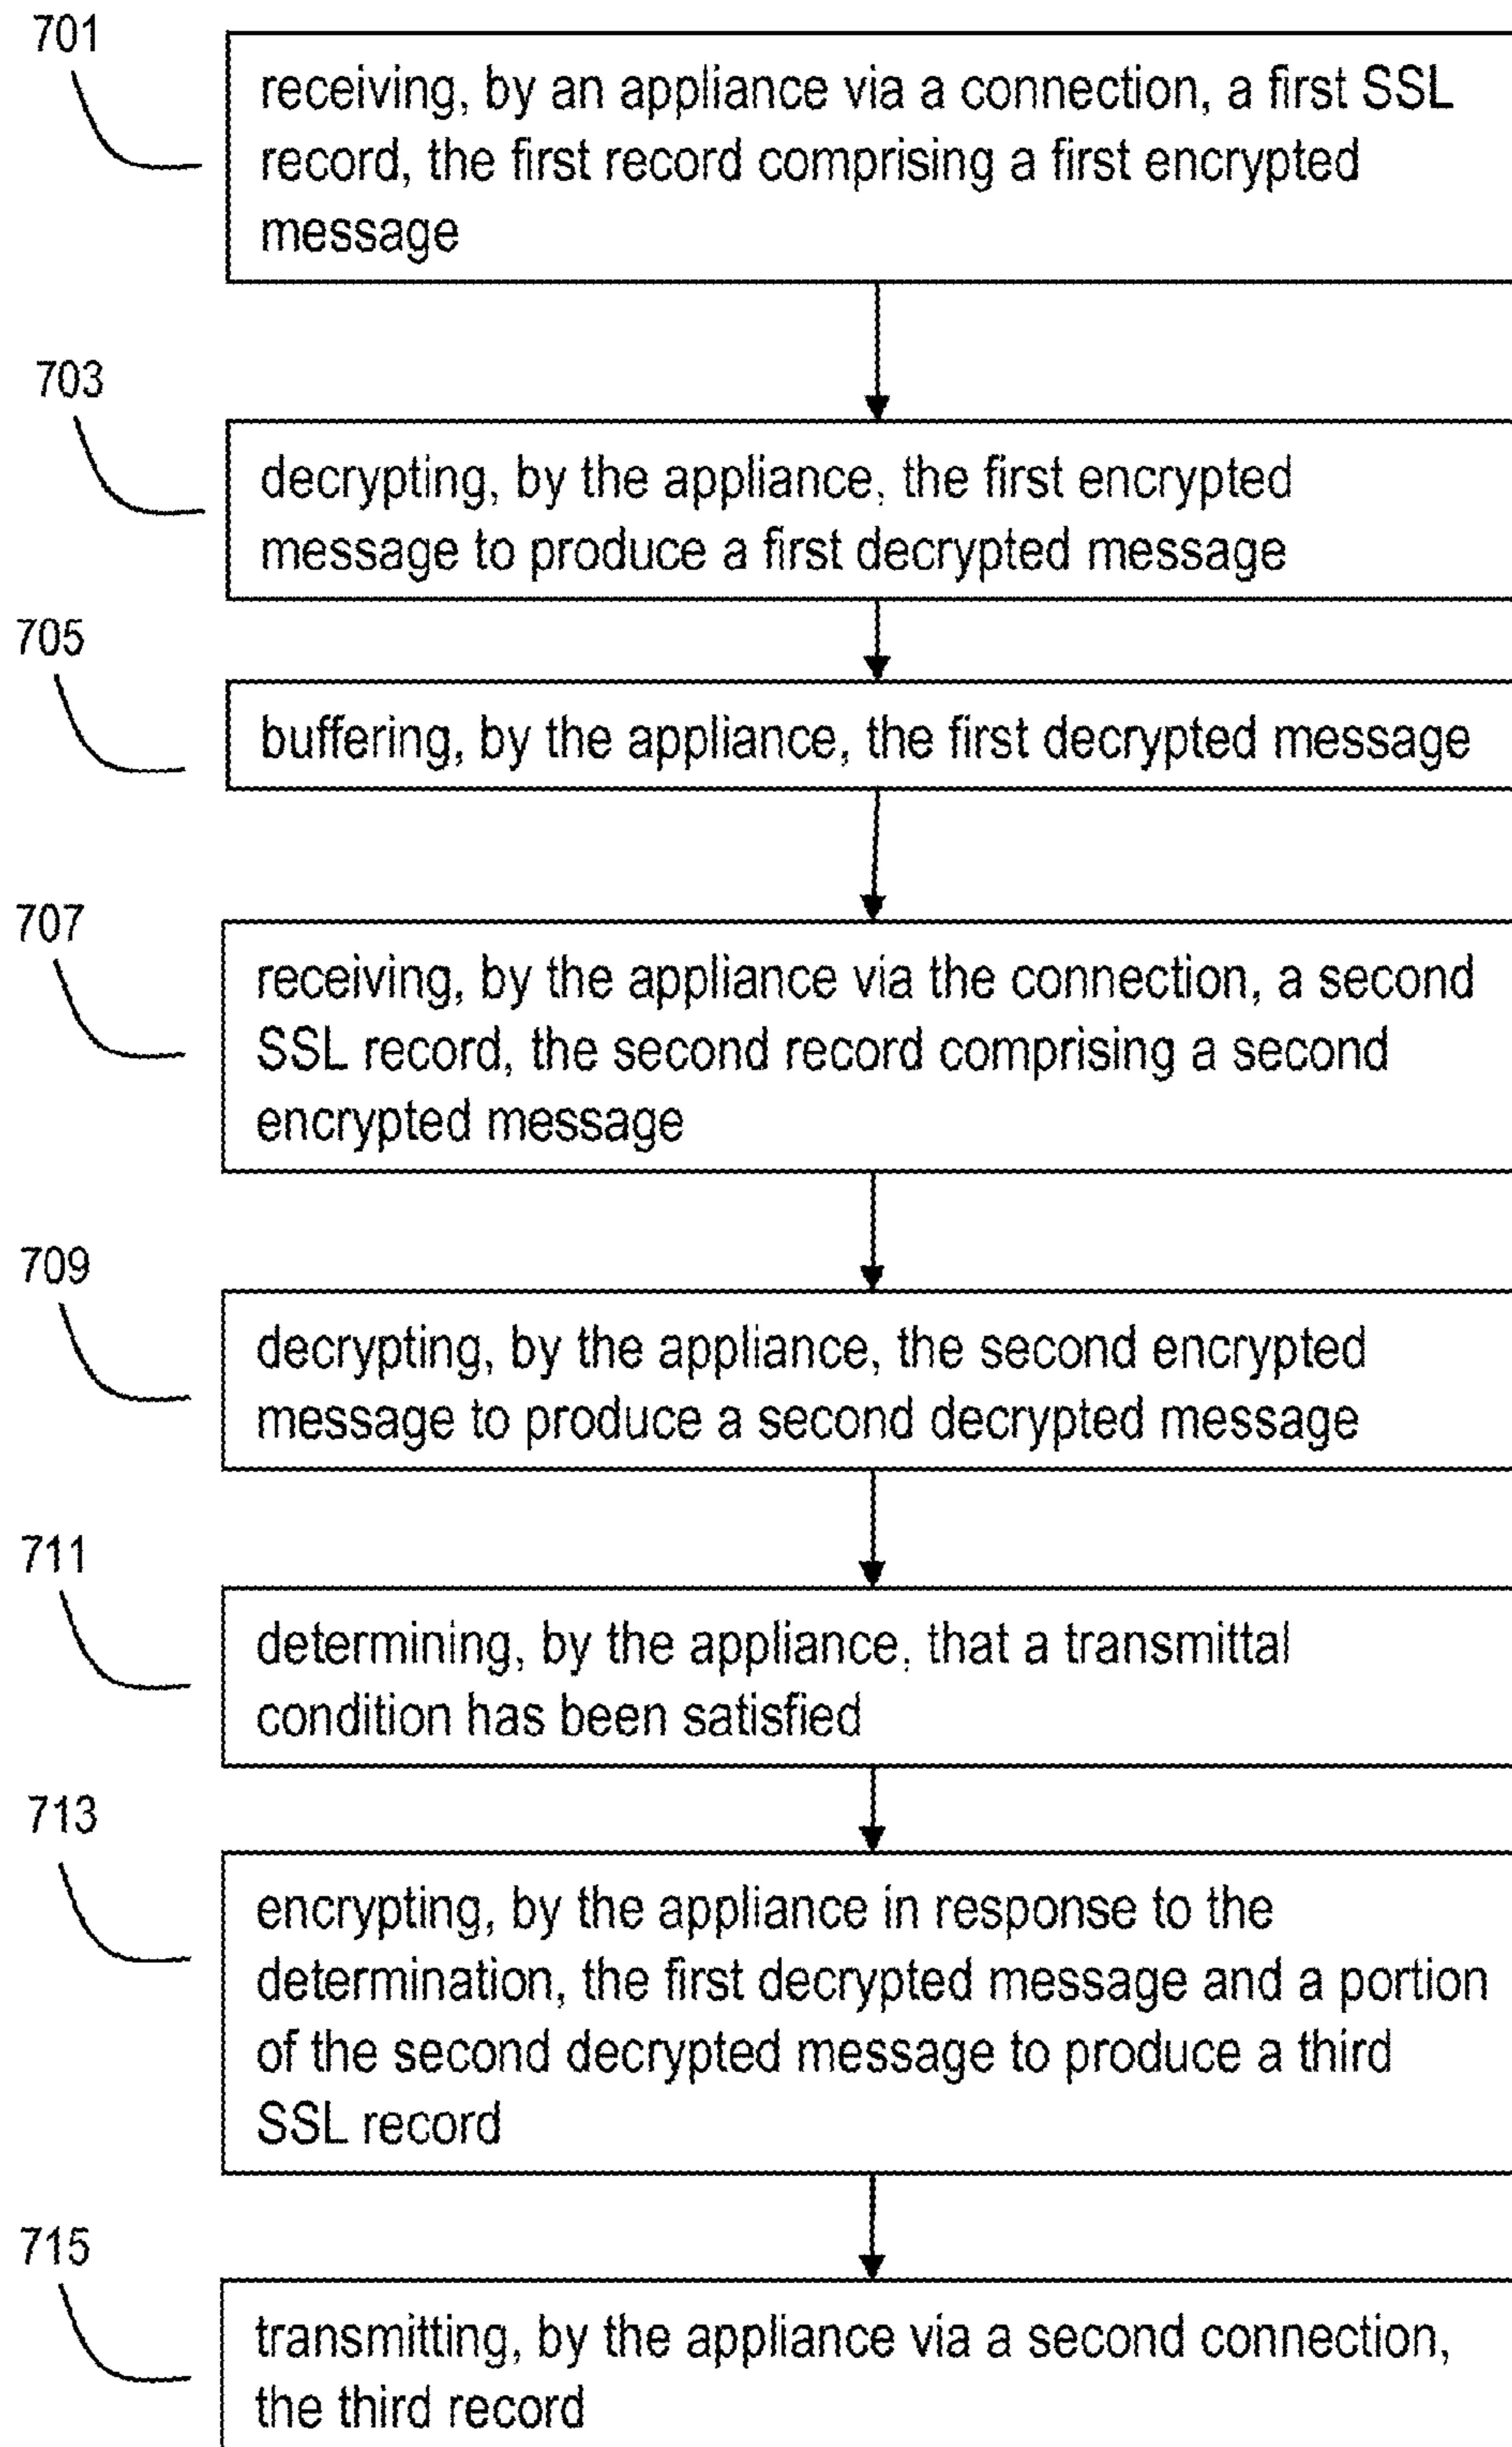 701
receiving, by an appliance via a connection, a first SSL
record, the first record comprising a first encrypted
message
703
decrypting, by the appliance, the first encrypted
message to produce a first decrypted message
705
buffering, by the appliance, the first decrypted message
707
receiving, by the appliance via the connection, a second
SSL record, the second record comprising a second
encrypted message
709
decrypting, by the appliance, the second encrypted
message to produce a second decrypted message
711
determining, by the appliance, that a transmittal
condition has been satisfied
713
encrypting, by the appliance in response to the
determination, the first decrypted message and a portion
of the second decrypted message to produce a third
SSL record
715
transmitting, by the appliance via a second connection,
the third record